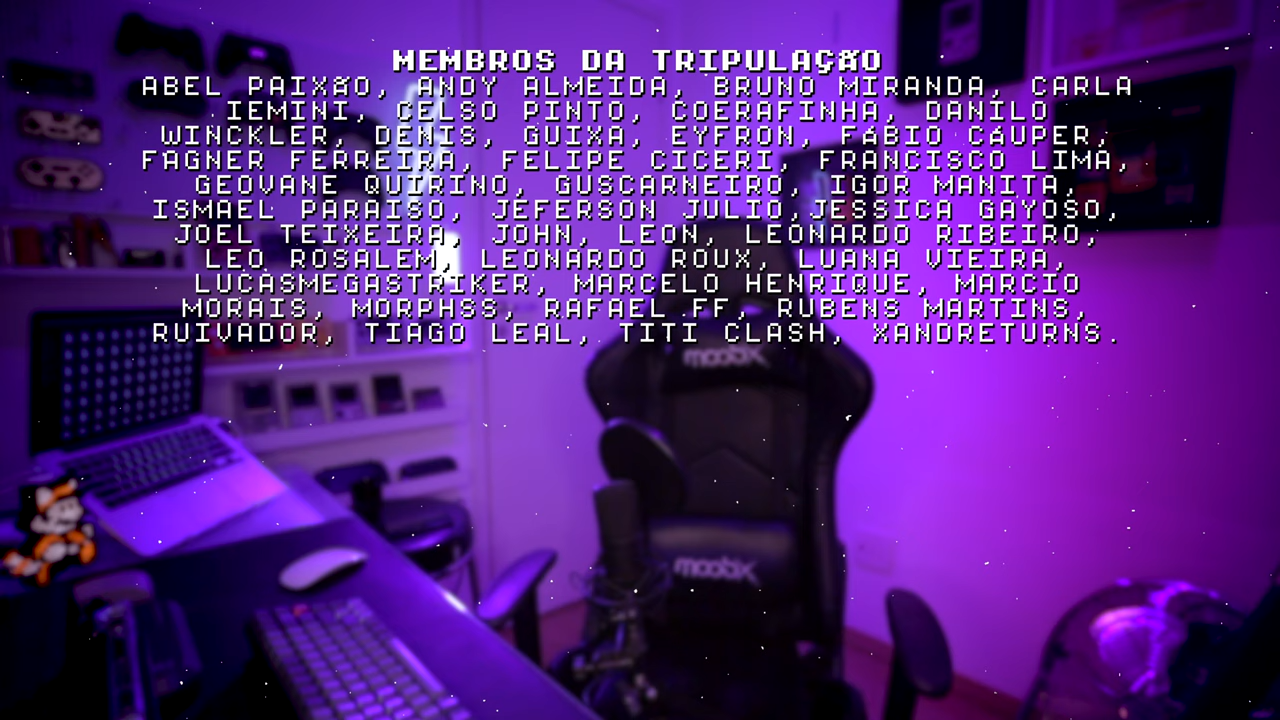 MEMBROS DA TRIPULAÇÃO
ABEL PAIXÃO, ANDY ALMEIDA, BRUNO MIRANDA, CARLA
IEMINI, CELSO PINTO, COERAFINHA, DANILO
WINCKLER, DENIS, GUIXA, EYFRON, FÁBIO CÁUPER,
FAGNER FERREIRA, FELIPE CICERI, FRANCISCO LIMA,
GEOVANE QUIRINO, GUSCARNEIRO, IGOR MANITA,
ISMAEL PARAISO, JEFERSON JULIO,JESSICA GAYOSO,
JOEL TEIXEIRA, JOHN, LEON, LEONARDO RIBEIRO,
LEO ROSALEM, LEONARDO ROUX, LUANA VIEIRA,
LUCASMEGASTRIKER, MARCELO HENRIQUE, MARCIO
MORAIS, MORPHSS, RAFAEL FF, RUBENS MARTINS,
RUIVADOR, TIAGO LEAL, TITI CLASH, XANDRETURNS.
moobx
moobx